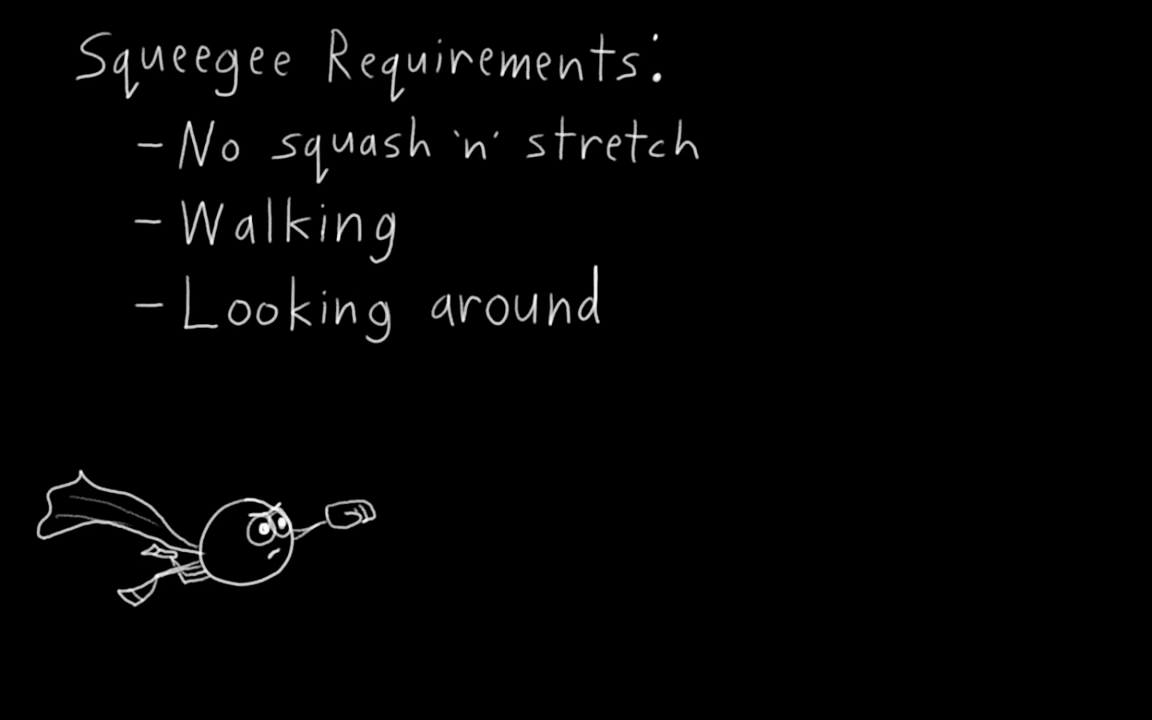 Squeegee Requirements:
- No squash 'n' stretch
- Walking
- Looking around